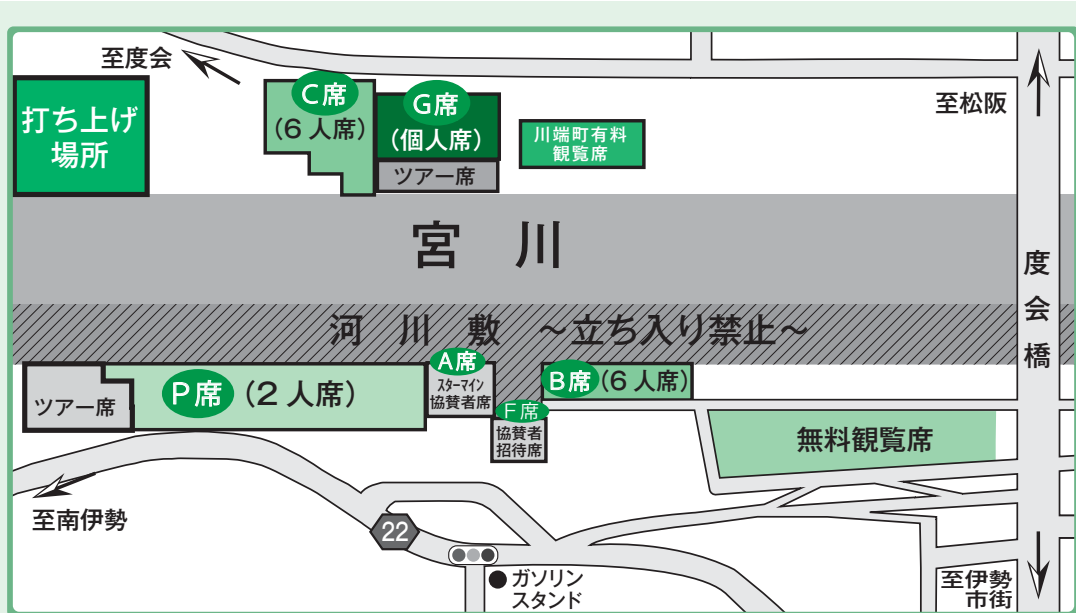 至度会
打ち上げ
場所
C席
(6人席)
G席
(個人席)
ツアー席
川端町有料
観覧席
至松阪
宮川
度会橋
河川敷 ～立ち入り禁止～
ツアー席
P席 (2人席)
A席
スターマイン
協賛者席
F席
協賛者
招待席
B席 (6人席)
無料観覧席
至南伊勢
22
ガソリン
スタンド
至伊勢
市街